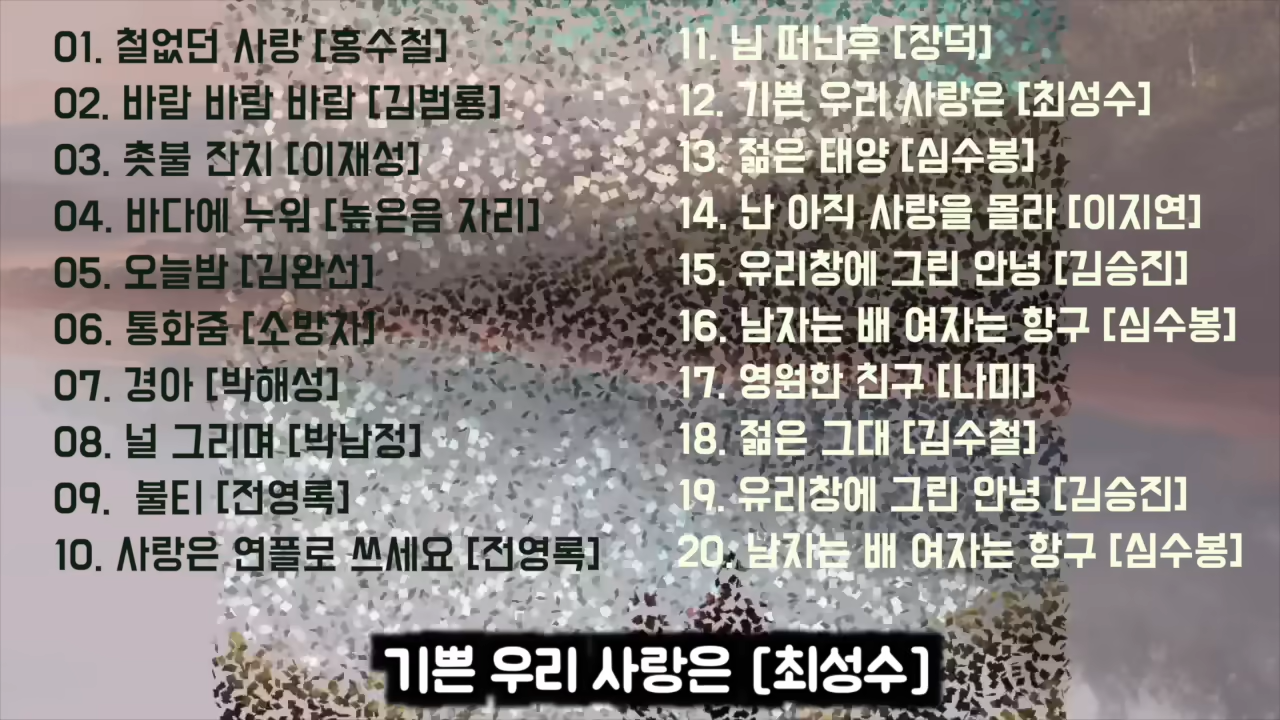 01. 철없던 사랑 [홍수철]
02. 바람 바람 바람 [김범룡]
03. 촛불 잔치 [이재성]
04. 바다에 누워 [높은음 자리]
05. 오늘밤 [김완선]
06. 통화줌 [소방차]
07. 경아 [박해성]
08. 널 그리며 [박남정]
09. 불티 [전영록]
10. 사랑은 연플로 쓰세요 [전영록]
11. 님 떠난후 [장덕]
12. 기쁜 우리 사랑은 [최성수]
13. 젊은 태양 [심수봉]
14. 난 아직 사랑을 몰라 [이지연]
15. 유리창에 그린 안녕 [김승진]
16. 남자는 배 여자는 항구 [심수봉]
17. 영원한 친구 [나미]
18. 젊은 그대 [김수철]
19. 유리창에 그린 안녕 [김승진]
20. 남자는 배 여자는 항구 [심수봉]
기쁜 우리 사랑은 [최성수]